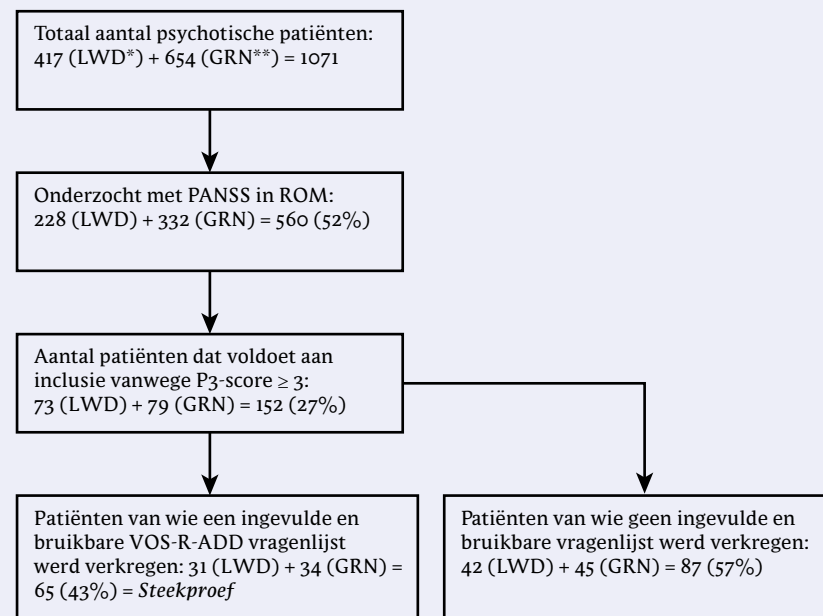 Totaal aantal psychotische patiënten:
417 (LWD*) + 654 (GRN**) = 1071
Onderzocht met PANSS in ROM:
228 (LWD) + 332 (GRN) = 560 (52%)
Aantal patiënten dat voldoet aan
inclusie vanwege P3-score ≥ 3:
73 (LWD) + 79 (GRN) = 152 (27%)
Patiënten van wie een ingevulde en
bruikbare VOS-R-ADD vragenlijst
werd verkregen: 31 (LWD) + 34 (GRN) =
65 (43%) = Steekproef
Patiënten van wie geen ingevulde en
bruikbare vragenlijst werd verkregen:
42 (LWD) + 45 (GRN) = 87 (57%)